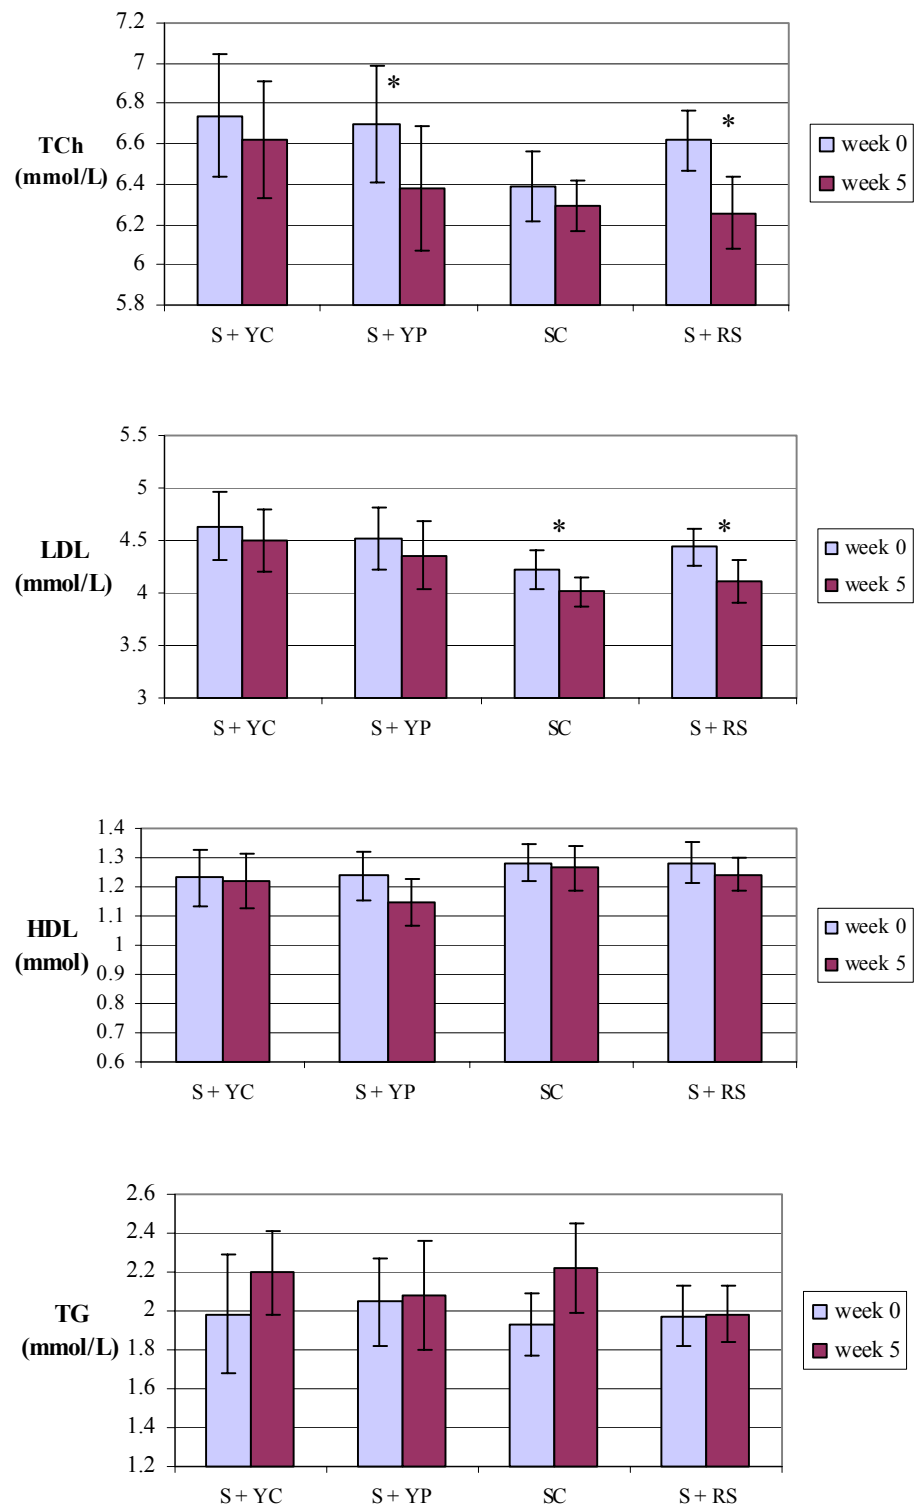 7.2
7
6.8
6.6
6.4
6.2
6
5.8
TCh
(mmol/L)
*
*
S + YC
S + YP
SC
S + RS
week 0
week 5
5.5
5
4.5
4
3.5
3
LDL
(mmol/L)
*
*
S + YC
S + YP
SC
S + RS
week 0
week 5
1.4
1.3
1.2
1.1
1
0.9
0.8
0.7
0.6
HDL
(mmol)
S + YC
S + YP
SC
S + RS
week 0
week 5
2.6
2.4
2.2
2
1.8
1.6
1.4
1.2
TG
(mmol/L)
S + YC
S + YP
SC
S + RS
week 0
week 5